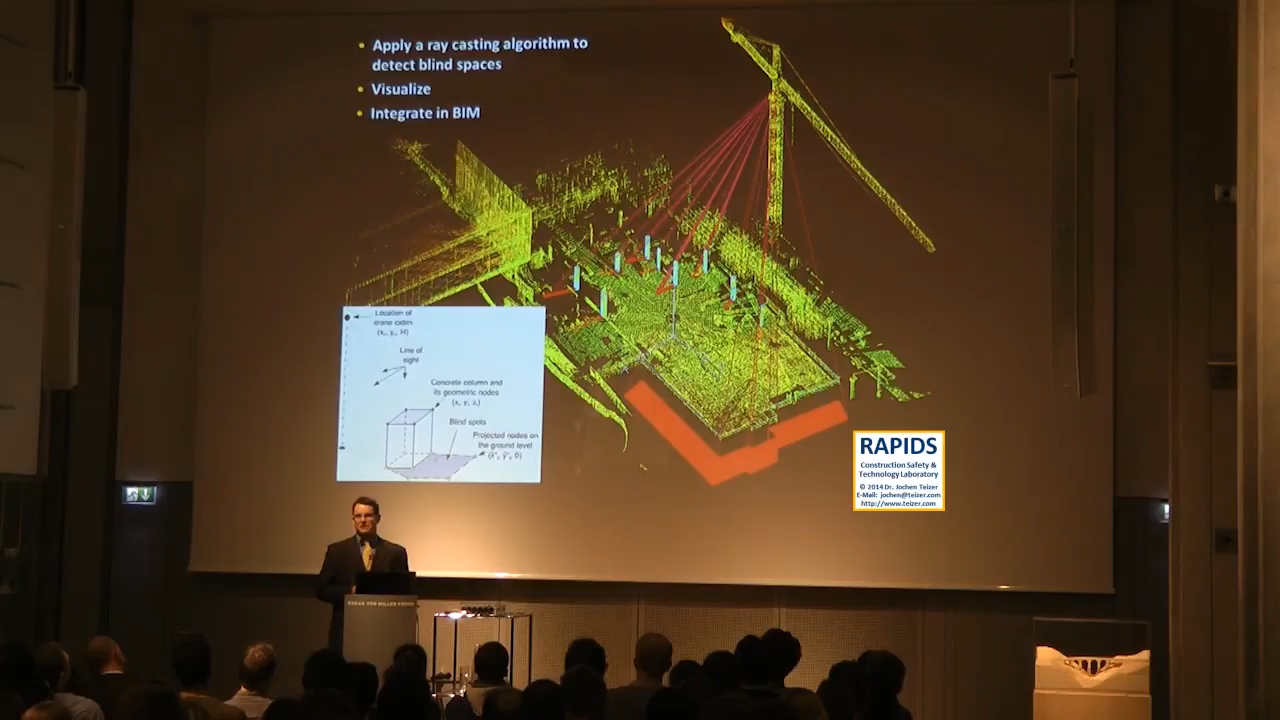 • Apply a ray casting algorithm to
detect blind spaces
• Visualize
• Integrate in BIM
Location of
crane cabin
Line of
sight
Concrete column and
its geometric nodes
Blind spots
Projected nodes on
the ground level
RAPIDS
Construction Safety &
Technology Laboratory
© 2014 Dr. Jochen Teizer
E-Mail: jochen@teizer.com
http://www.teizer.com